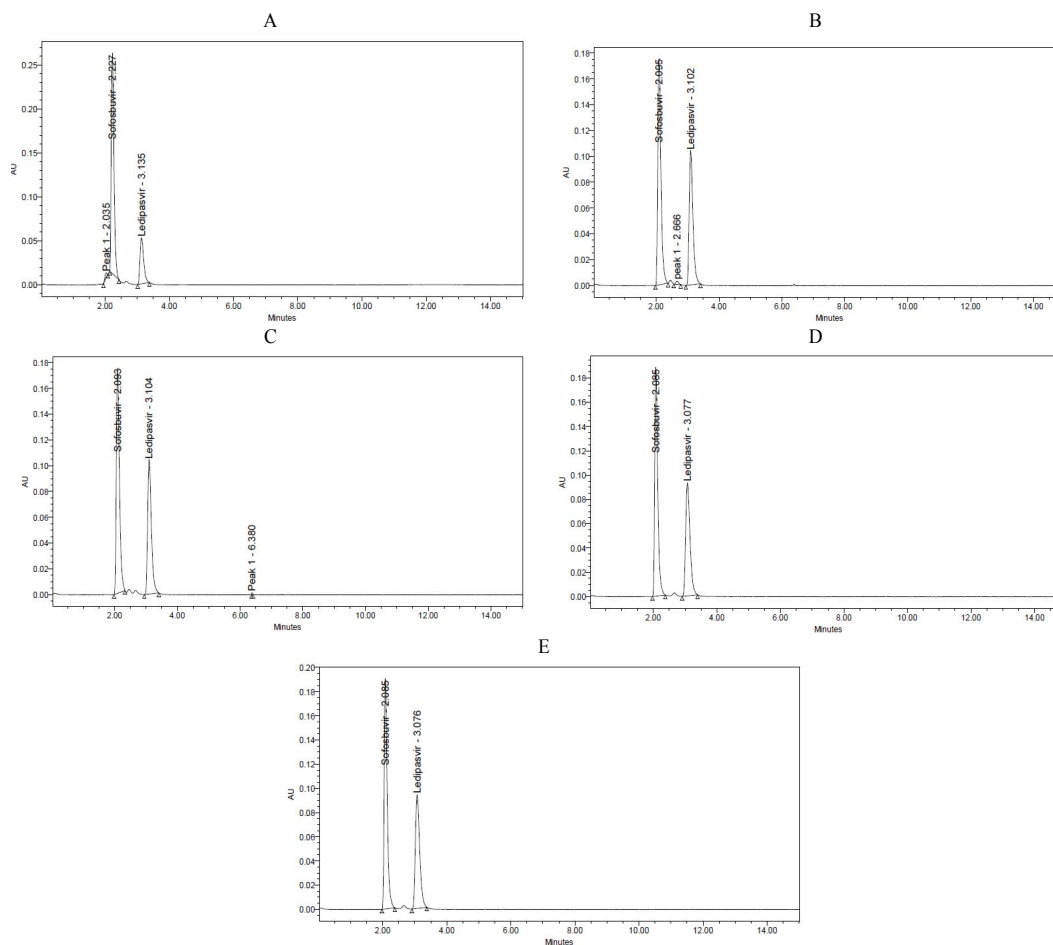 A
AU
0.25
0.20
0.15
0.10
0.05
0.00
Peak 1 - 2.035
Sofosbuvir - 2.227
Ledipasvir - 3.135
2.00 4.00 6.00 8.00 10.00 12.00 14.00
Minutes
B
AU
0.18
0.16
0.14
0.12
0.10
0.08
0.06
0.04
0.02
0.00
Sofosbuvir - 2.095
peak 1 - 2.666
Ledipasvir - 3.102
2.00 4.00 6.00 8.00 10.00 12.00 14.00
Minutes
C
AU
0.18
0.16
0.14
0.12
0.10
0.08
0.06
0.04
0.02
0.00
Sofosbuvir - 2.093
Ledipasvir - 3.104
Peak 1 - 6.380
2.00 4.00 6.00 8.00 10.00 12.00 14.00
Minutes
D
AU
0.18
0.16
0.14
0.12
0.10
0.08
0.06
0.04
0.02
0.00
Sofosbuvir - 2.085
Ledipasvir - 3.077
2.00 4.00 6.00 8.00 10.00 12.00 14.00
Minutes
E
AU
0.20
0.18
0.16
0.14
0.12
0.10
0.08
0.06
0.04
0.02
0.00
Sofosbuvir - 2.085
Ledipasvir - 3.076
2.00 4.00 6.00 8.00 10.00 12.00 14.00
Minutes